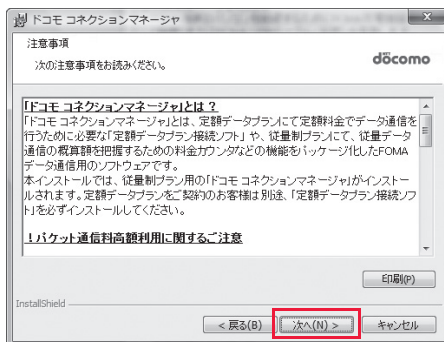 ドコモ コネクションマネージャ
注意事項
次の注意事項をお読みください。
döcomo
「ドコモ コネクションマネージャ」とは？
「ドコモ コネクションマネージャ」とは、定額データプランにて定額料金でデータ通信を
行うために必要な「定額データプラン接続ソフト」や、従量制プランにて、従量データ
通信の概算額を把握するための料金カウンタなどの機能をパッケージ化したFOMA
データ通信用のソフトウェアです。
本インストールでは、従量制プラン用の「ドコモ コネクションマネージャ」がインストー
ルされます。定額データプランをご契約のお客様は別途、「定額データプラン接続ソフ
ト」を必ずインストールしてください。
！パケット通信料高額利用に関するご注意
印刷(P)
InstallShield
< 戻る(B)
次へ(N) >
キャンセル